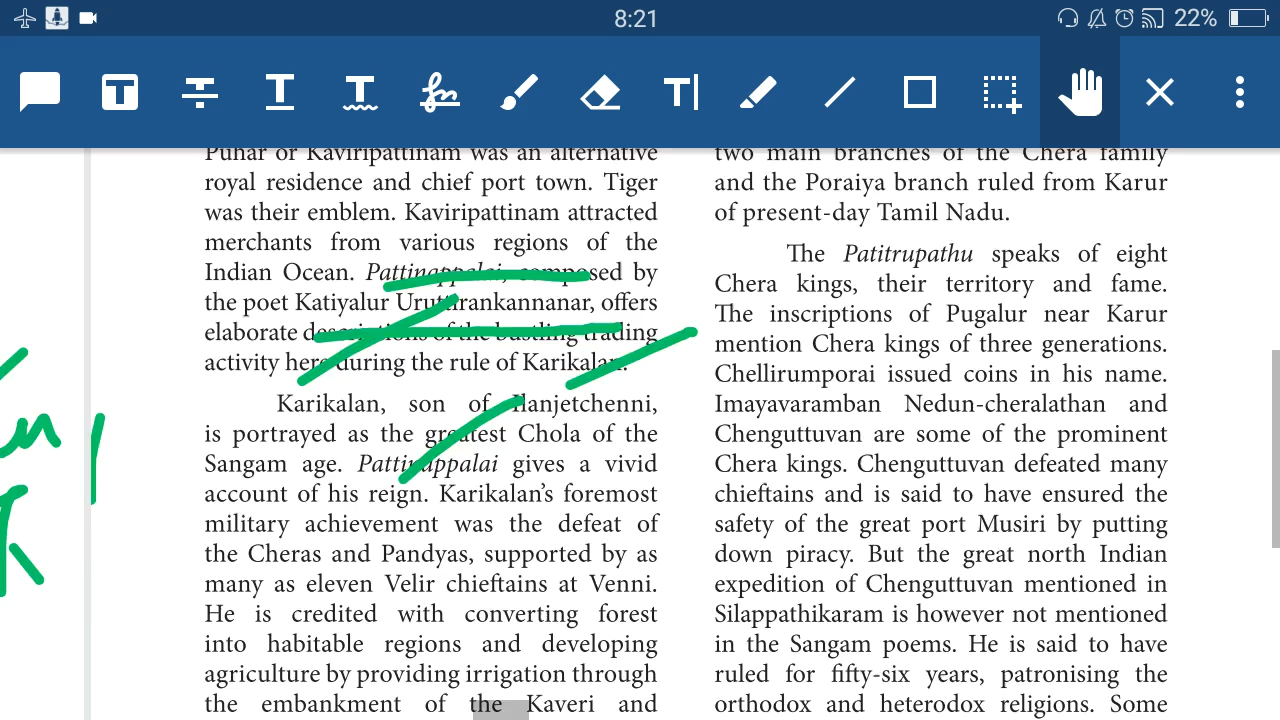 8:21
22%
Puhar or Kaviripattinam was an alternative
royal residence and chief port town. Tiger
was their emblem. Kaviripattinam attracted
merchants from various regions of the
Indian Ocean. Pattinappalai, composed by
the poet Katiyalur Uruttirankannanar, offers
elaborate descriptions of the bustling trading
activity here during the rule of Karikalan.
Karikalan, son of Ilanjetchenni,
is portrayed as the greatest Chola of the
Sangam age. Pattinappalai gives a vivid
account of his reign. Karikalan's foremost
military achievement was the defeat of
the Cheras and Pandyas, supported by as
many as eleven Velir chieftains at Venni.
He is credited with converting forest
into habitable regions and developing
agriculture by providing irrigation through
the embankment of the Kaveri and
two main branches of the Chera family
and the Poraiya branch ruled from Karur
of present-day Tamil Nadu.
The Patitrupathu speaks of eight
Chera kings, their territory and fame.
The inscriptions of Pugalur near Karur
mention Chera kings of three generations.
Chellirumporai issued coins in his name.
Imayavaramban Nedun-cheralathan and
Chenguttuvan are some of the prominent
Chera kings. Chenguttuvan defeated many
chieftains and is said to have ensured the
safety of the great port Musiri by putting
down piracy. But the great north Indian
expedition of Chenguttuvan mentioned in
Silappathikaram is however not mentioned
in the Sangam poems. He is said to have
ruled for fifty-six years, patronising the
orthodox and heterodox religions. Some